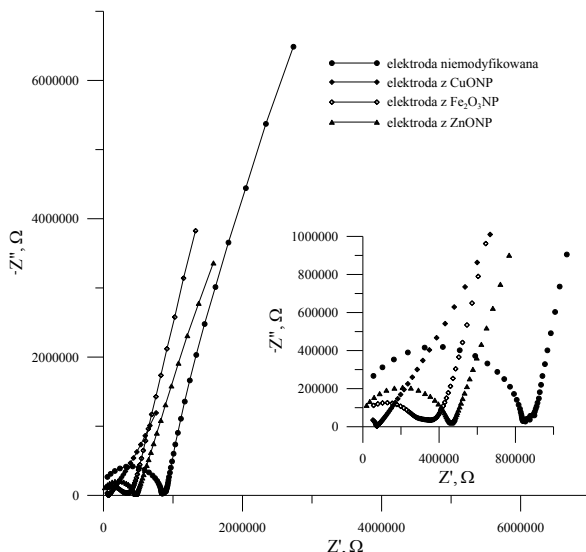 6000000
elektroda niemodyfikowana
elektroda z CuONP
elektroda z Fe₂O₃NP
elektroda z ZnONP
4000000
-Z'', Ω
2000000
0
0
2000000
4000000
6000000
Z', Ω
1000000
800000
600000
-Z'', Ω
400000
200000
0
0
400000
800000
Z', Ω